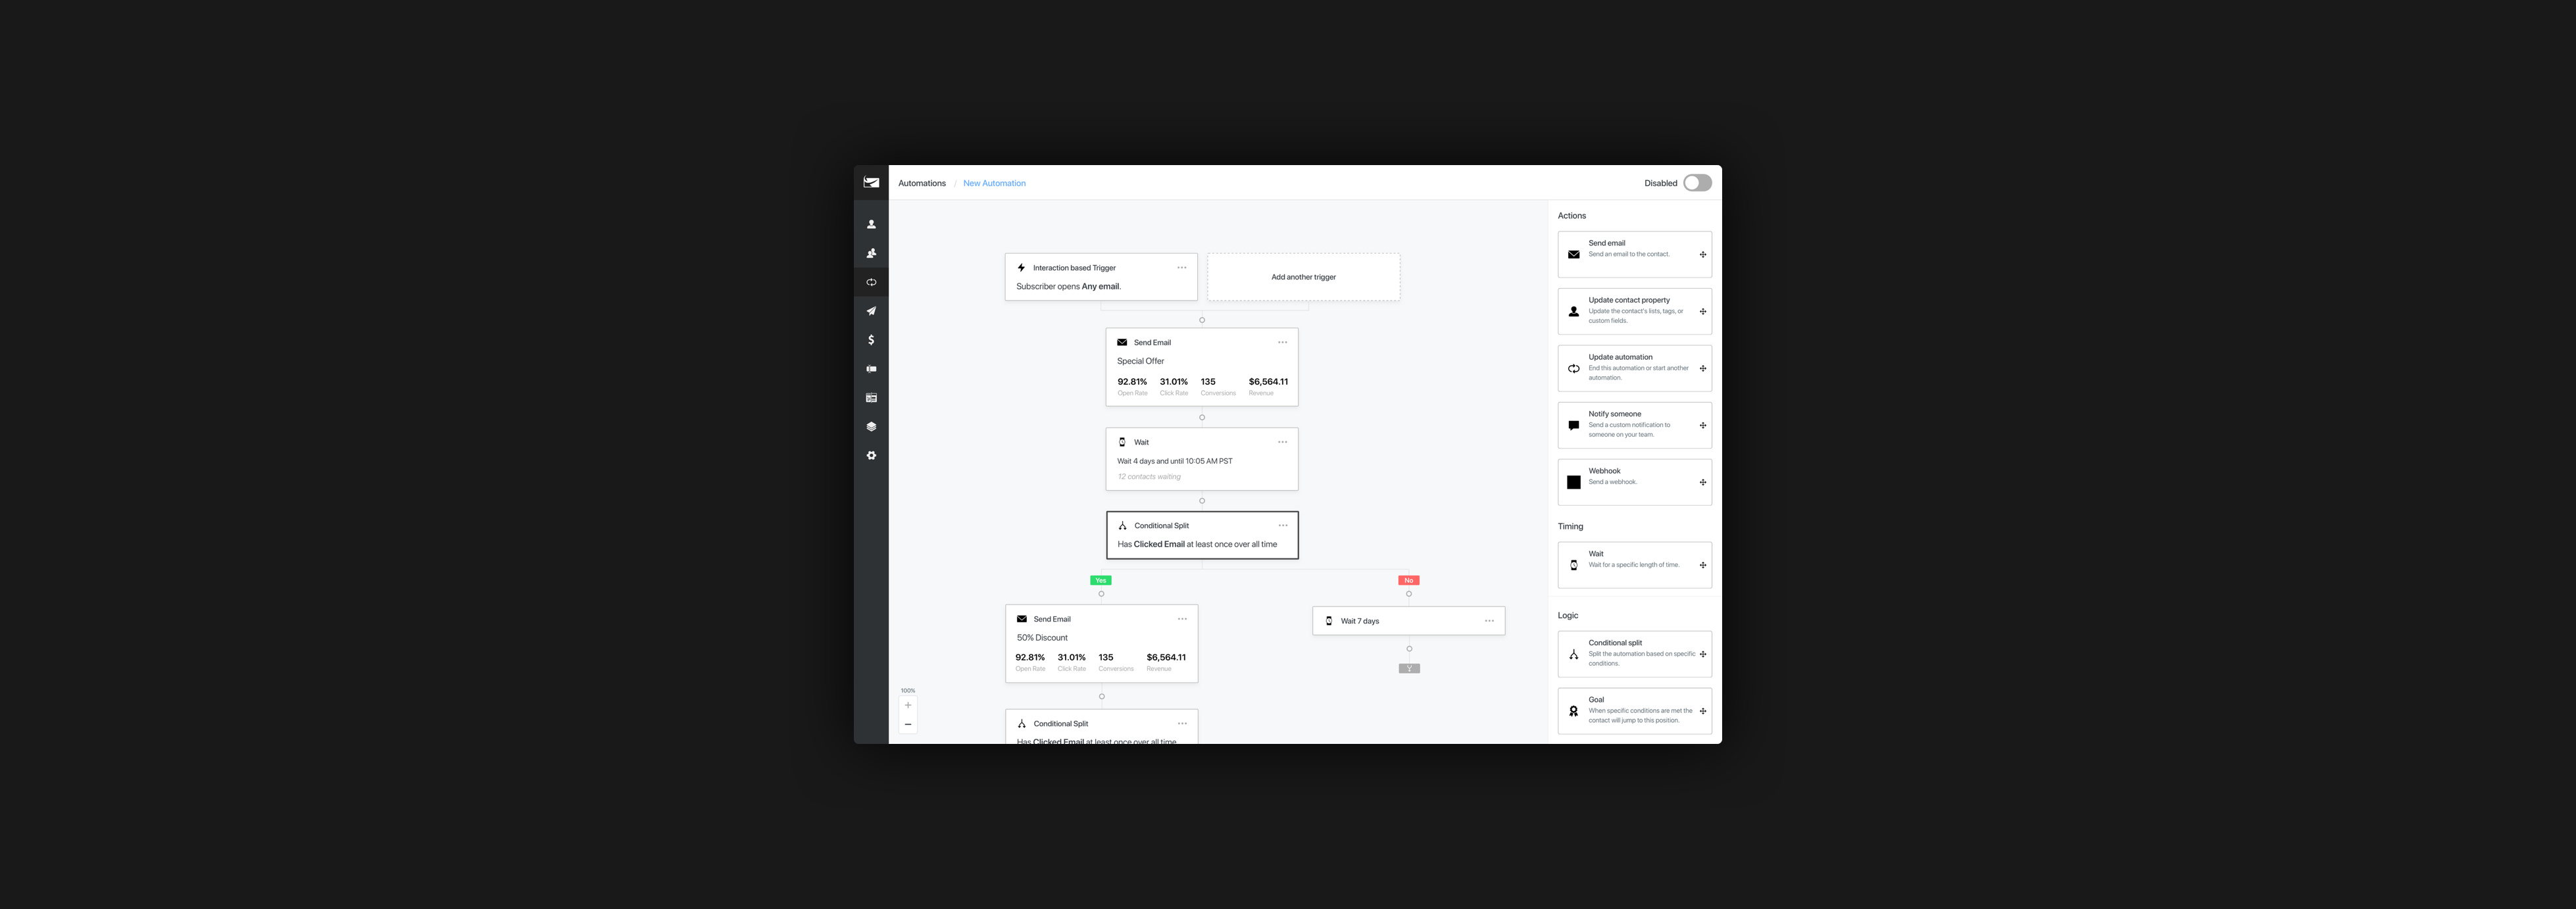 Automations / New Automation
Disabled
Interaction based Trigger
Subscriber opens Any email.
Add another trigger
Send Email
Special Offer
92.81% 31.01% 135 $6,564.11
Open Rate Click Rate Conversions Revenue
Wait
Wait 4 days and until 10:05 AM PST
12 contacts waiting
Conditional Split
Has Clicked Email at least once over all time
Yes
No
Send Email
50% Discount
92.81% 31.01% 135 $6,564.11
Open Rate Click Rate Conversions Revenue
Wait 7 days
Conditional Split
Has Clicked Email at least once over all time
100%
Actions
Send email
Send an email to the contact.
Update contact property
Update the contact's lists, tags, or
custom fields.
Update automation
End this automation or start another
automation.
Notify someone
Send a custom notification to
someone on your team.
Webhook
Send a webhook.
Timing
Wait
Wait for a specific length of time.
Logic
Conditional split
Split the automation based on specific
conditions.
Goal
When specific conditions are met the
contact will jump to this position.